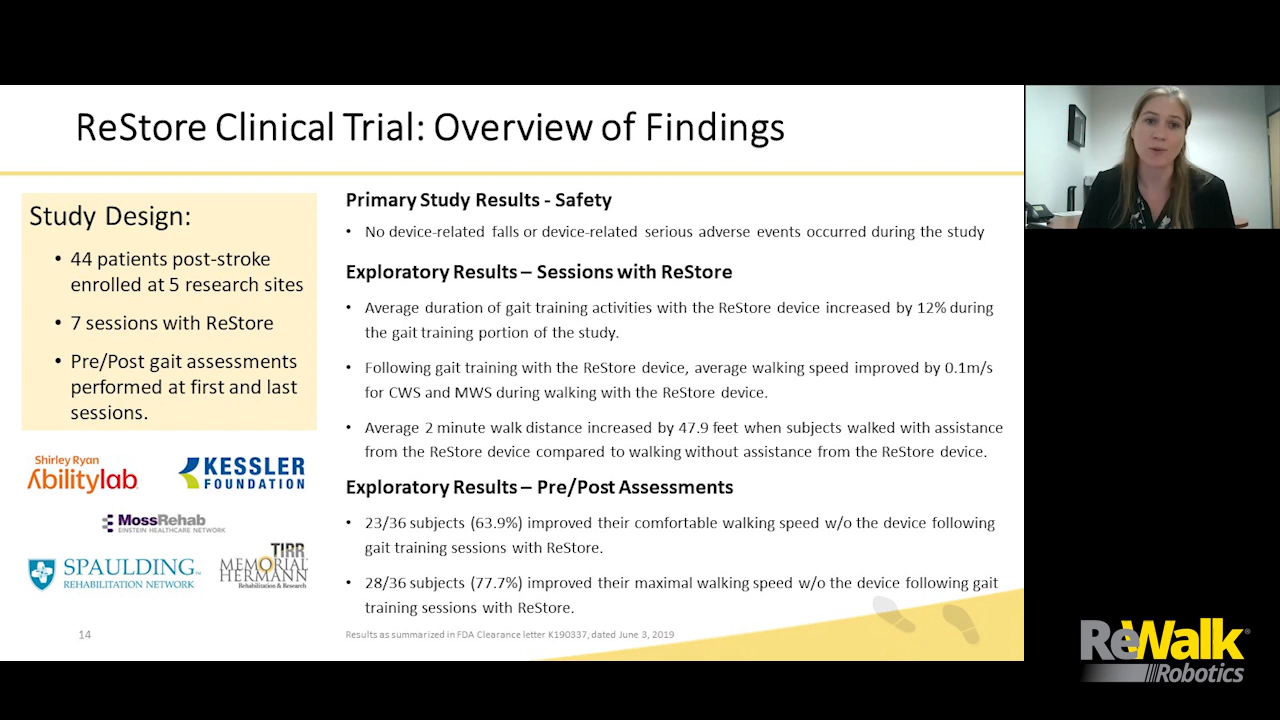 ReStore Clinical Trial: Overview of Findings
Study Design:
• 44 patients post-stroke
enrolled at 5 research sites
• 7 sessions with ReStore
• Pre/Post gait assessments
performed at first and last
sessions.
Shirley Ryan
Abilitylab
KESSLER
FOUNDATION
MossRehab
EINSTEIN HEALTHCARE NETWORK
SPAULDING™
REHABILITATION NETWORK
TIRR
MEMORIAL
HERMANN
Rehabilitation & Research
Primary Study Results - Safety
• No device-related falls or device-related serious adverse events occurred during the study
Exploratory Results – Sessions with ReStore
• Average duration of gait training activities with the ReStore device increased by 12% during
the gait training portion of the study.
• Following gait training with the ReStore device, average walking speed improved by 0.1m/s
for CWS and MWS during walking with the ReStore device.
• Average 2 minute walk distance increased by 47.9 feet when subjects walked with assistance
from the ReStore device compared to walking without assistance from the ReStore device.
Exploratory Results – Pre/Post Assessments
• 23/36 subjects (63.9%) improved their comfortable walking speed w/o the device following
gait training sessions with ReStore.
• 28/36 subjects (77.7%) improved their maximal walking speed w/o the device following gait
training sessions with ReStore.
14
Results as summarized in FDA Clearance letter K190337, dated June 3, 2019
ReWalk®
Robotics